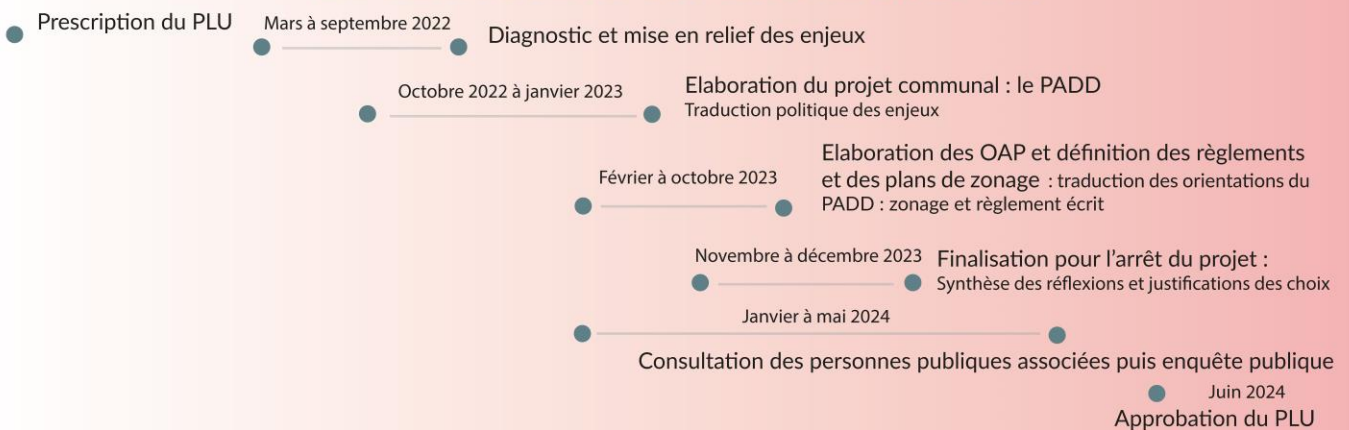 Prescription du PLU
Mars à septembre 2022
Diagnostic et mise en relief des enjeux
Octobre 2022 à janvier 2023
Elaboration du projet communal : le PADD
Traduction politique des enjeux
Février à octobre 2023
Elaboration des OAP et définition des règlements
et des plans de zonage : traduction des orientations du
PADD : zonage et règlement écrit
Novembre à décembre 2023
Finalisation pour l'arrêt du projet :
Synthèse des réflexions et justifications des choix
Janvier à mai 2024
Consultation des personnes publiques associées puis enquête publique
Juin 2024
Approbation du PLU